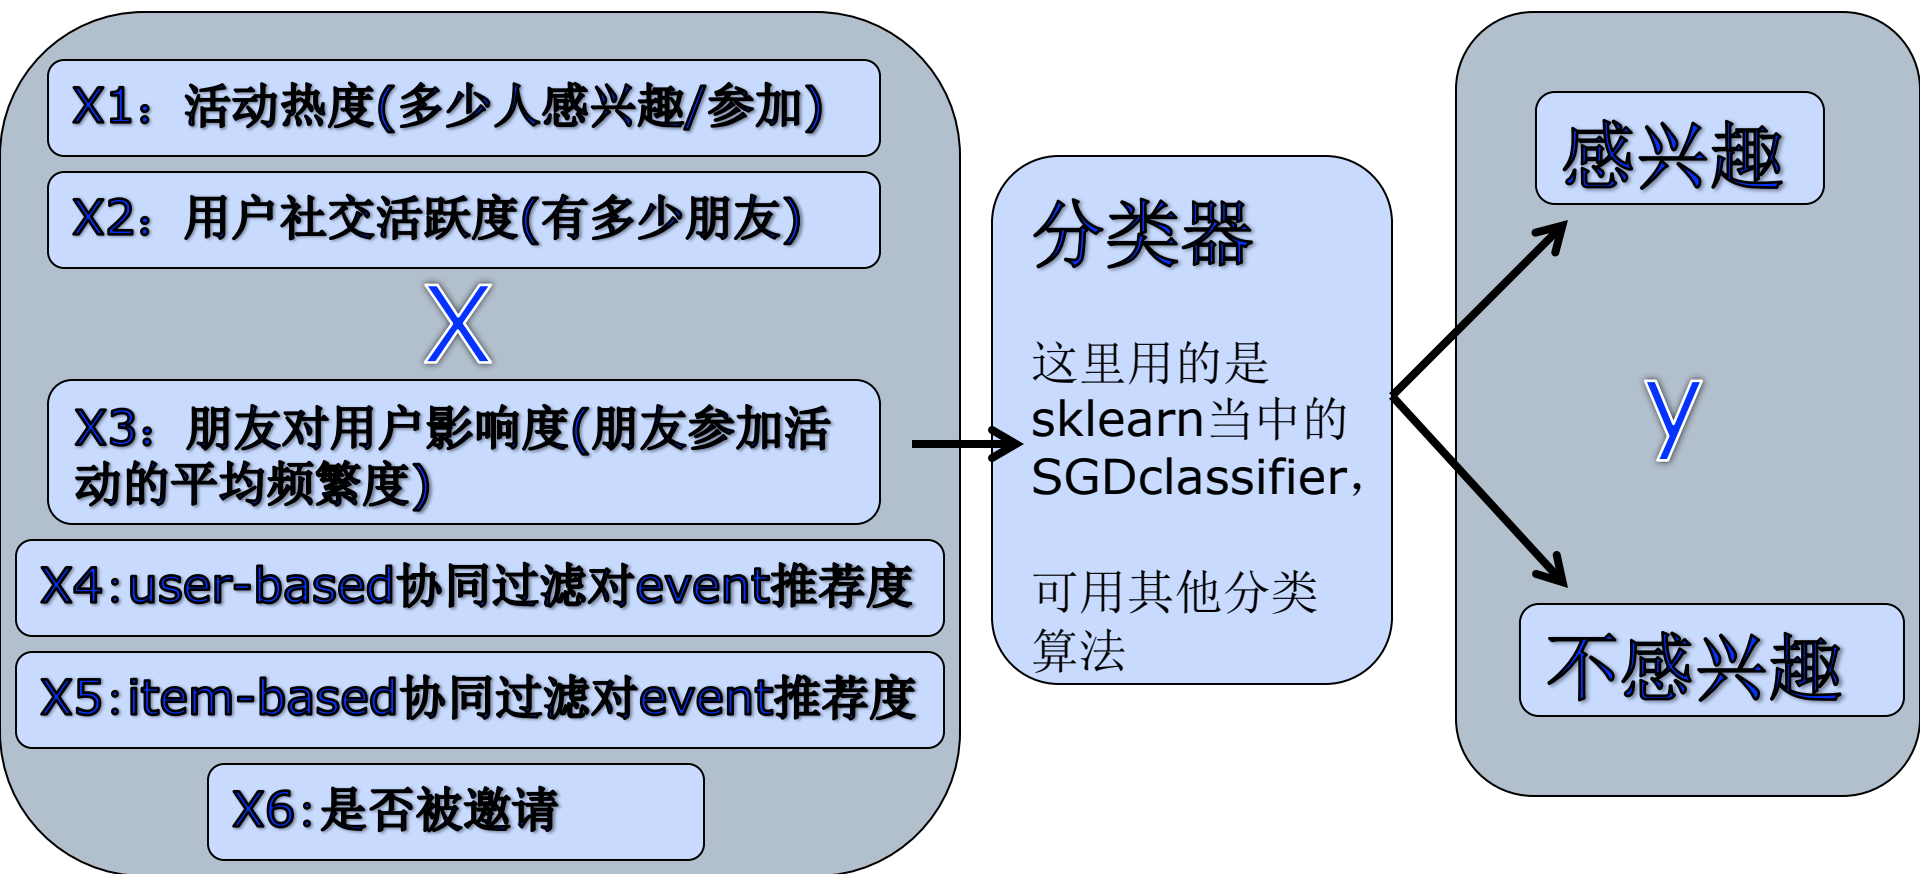 X1：活动热度(多少人感兴趣/参加)
X2：用户社交活跃度(有多少朋友)
X
X3：朋友对用户影响度(朋友参加活
动的平均频繁度)
X4:user-based协同过滤对event推荐度
X5:item-based协同过滤对event推荐度
X6:是否被邀请
分类器
这里用的是
sklearn当中的
SGDclassifier，
可用其他分类
算法
感兴趣
y
不感兴趣